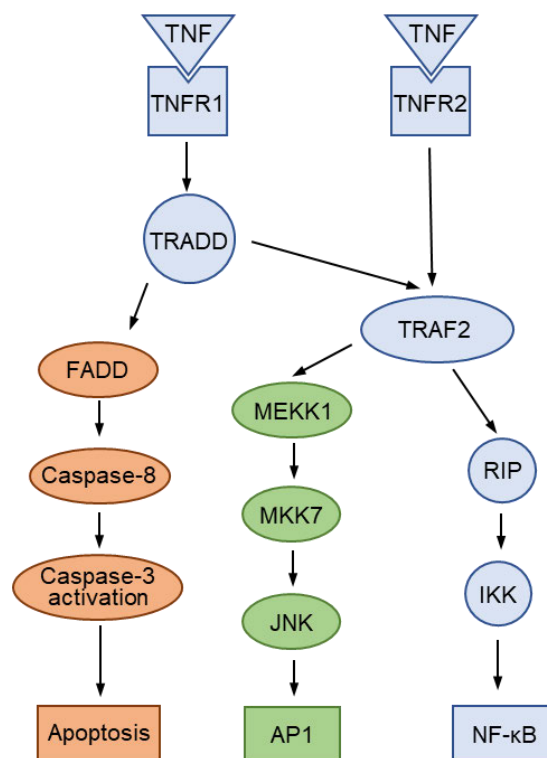 TNF
TNF
TNFR1
TNFR2
TRADD
TRAF2
FADD
MEKK1
Caspase-8
RIP
MKK7
Caspase-3
activation
IKK
JNK
Apoptosis
AP1
NF-κB